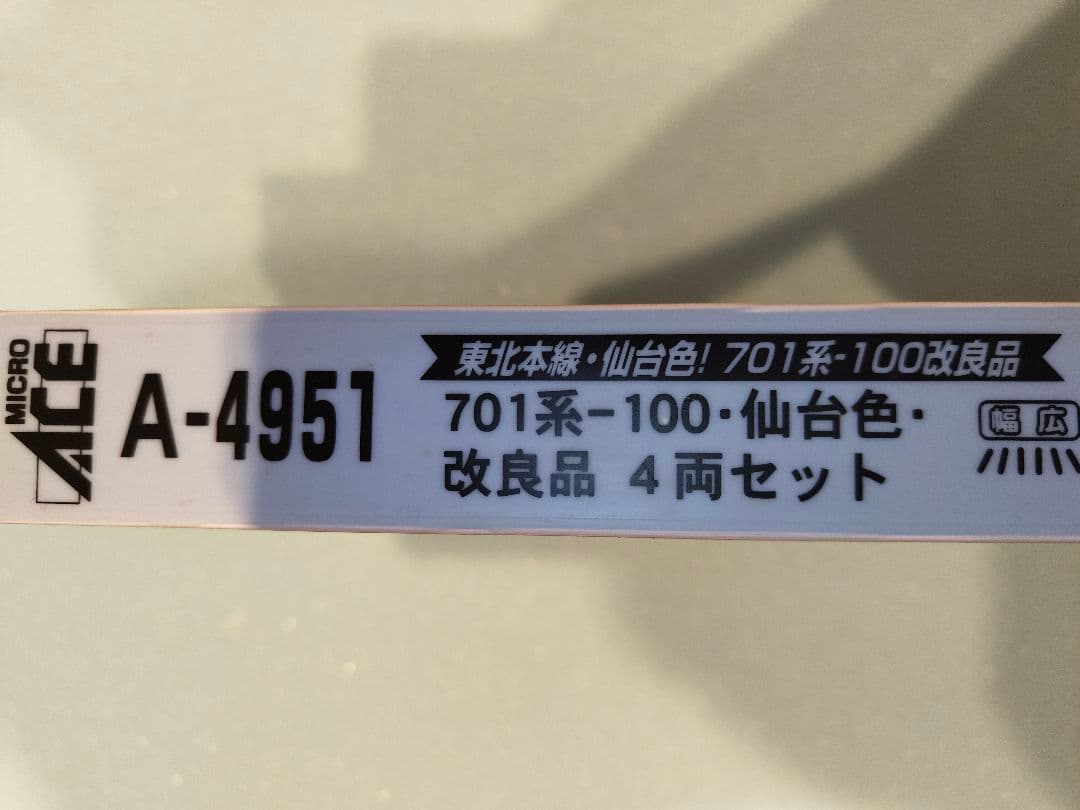 MICRO
ACE
A-4951
東北本線・仙台色! 701系-100改良品
701系-100・仙台色・
改良品 4両セット
幅広